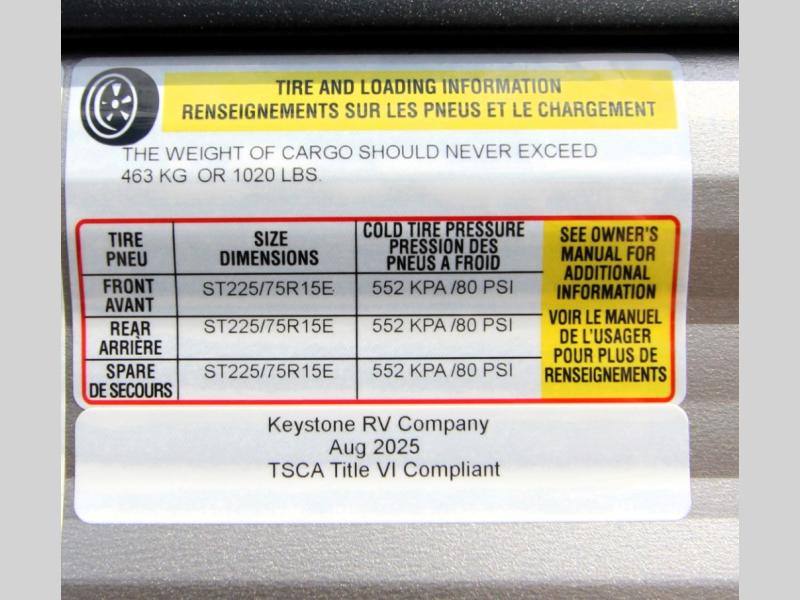 TIRE AND LOADING INFORMATION
RENSEIGNEMENTS SUR LES PNEUS ET LE CHARGEMENT
THE WEIGHT OF CARGO SHOULD NEVER EXCEED
463 KG OR 1020 LBS.
TIRE
PNEU
SIZE
DIMENSIONS
COLD TIRE PRESSURE
PRESSION DES
PNEUS A FROID
FRONT
AVANT
ST225/75R15E
552 KPA /80 PSI
REAR
ARRIÈRE
ST225/75R15E
552 KPA /80 PSI
SPARE
DE SECOURS
ST225/75R15E
552 KPA /80 PSI
SEE OWNER'S
MANUAL FOR
ADDITIONAL
INFORMATION
VOIR LE MANUEL
DE L'USAGER
POUR PLUS DE
RENSEIGNEMENTS
Keystone RV Company
Aug 2025
TSCA Title VI Compliant